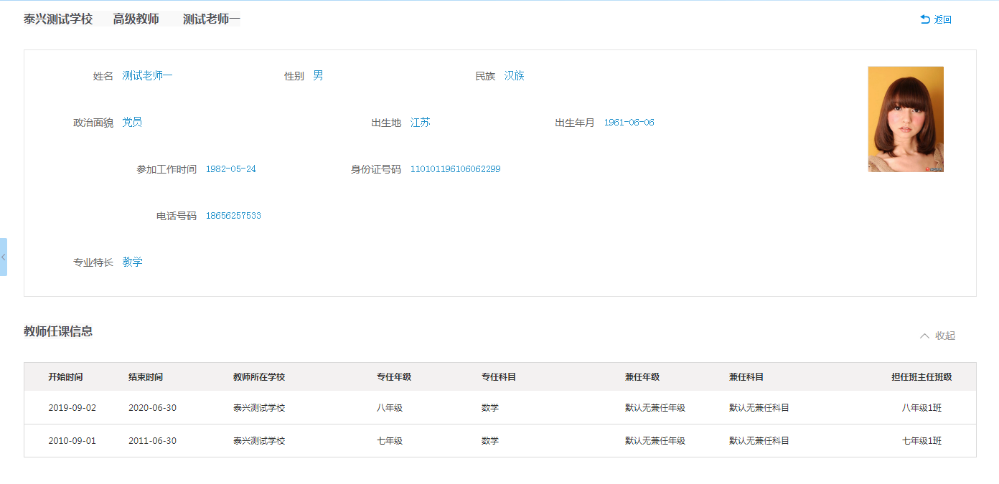 泰兴测试学校 高级教师 测试老师一 返回
姓名 测试老师一 性别 男 民族 汉族
政治面貌 党员 出生地 江苏 出生年月 1961-06-06
参加工作时间 1982-05-24 身份证号码 110101196106062299
电话号码 18656257533
专业特长 教学
教师任课信息 收起
开始时间 结束时间 教师所在学校 专任年级 专任科目 兼任年级 兼任科目 担任班主任班级
2019-09-02 2020-06-30 泰兴测试学校 八年级 数学 默认无兼任年级 默认无兼任科目 八年级1班
2010-09-01 2011-06-30 泰兴测试学校 七年级 数学 默认无兼任年级 默认无兼任科目 七年级1班